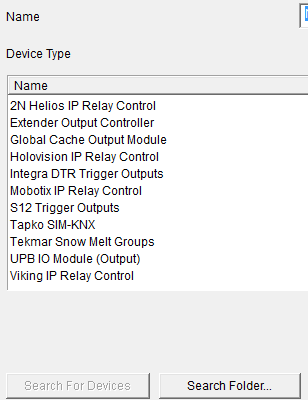 Name
Device Type
Name
2N Helios IP Relay Control
Extender Output Controller
Global Cache Output Module
Holovision IP Relay Control
Integra DTR Trigger Outputs
Mobotix IP Relay Control
S12 Trigger Outputs
Tapko SIM-KNX
Tekmar Snow Melt Groups
UPB IO Module (Output)
Viking IP Relay Control
Search For Devices
Search Folder...